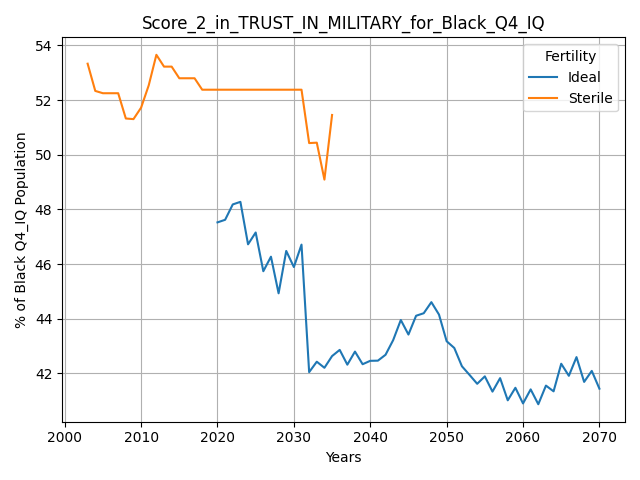 Score_2_in_TRUST_IN_MILITARY_for_Black_Q4_IQ
% of Black Q4_IQ Population
54
52
50
48
46
44
42
Fertility
Ideal
Sterile
2000 2010 2020 2030 2040 2050 2060 2070
Years